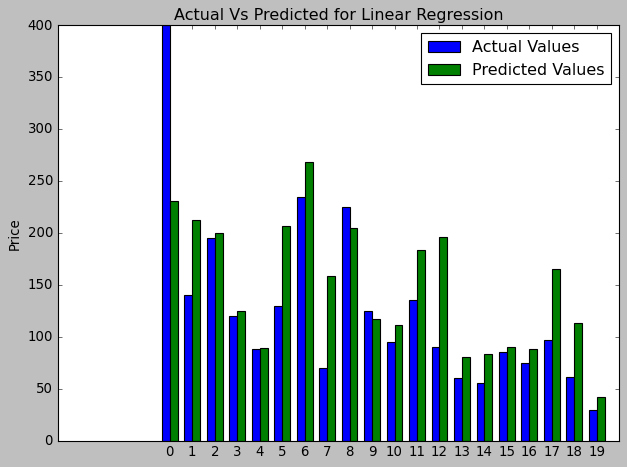 Actual Vs Predicted for Linear Regression
Actual Values
Predicted Values
Price
400
350
300
250
200
150
100
50
0
0 1 2 3 4 5 6 7 8 9 10 11 12 13 14 15 16 17 18 19